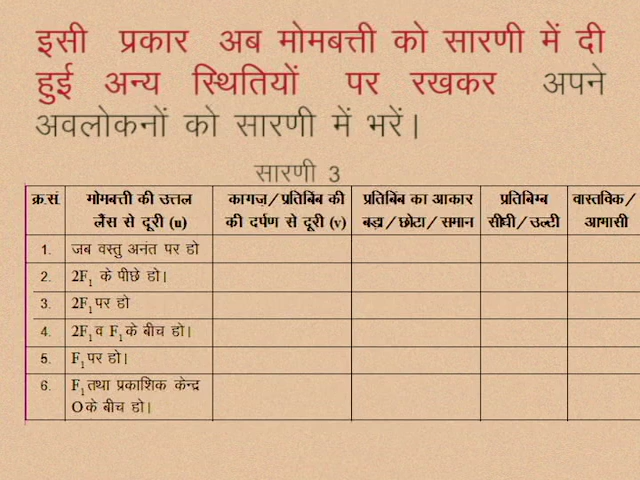 इसी प्रकार अब मोमबत्ती को सारणी में दी
हुई अन्य स्थितियों पर रखकर अपने
अवलोकनों को सारणी में भरें।
सारणी 3
क्र.सं. मोमबत्ती की उत्तल कागज़/प्रतिबिंब की प्रतिबिंब का आकार प्रतिबिम्ब वास्तविक/
लैंस से दूरी (u) की दर्पण से दूरी (v) बड़ा/छोटा/समान सीधी/उल्टी आभासी
1. जब वस्तु अनंत पर डो
2. 2F1 के पीछे डो।
3. 2F1 पर डो
4. 2F1 व F1 के बीच डो।
5. F1 पर डो।
6. F1 तथा प्रकाशिक केन्द्र
O के बीच डो।